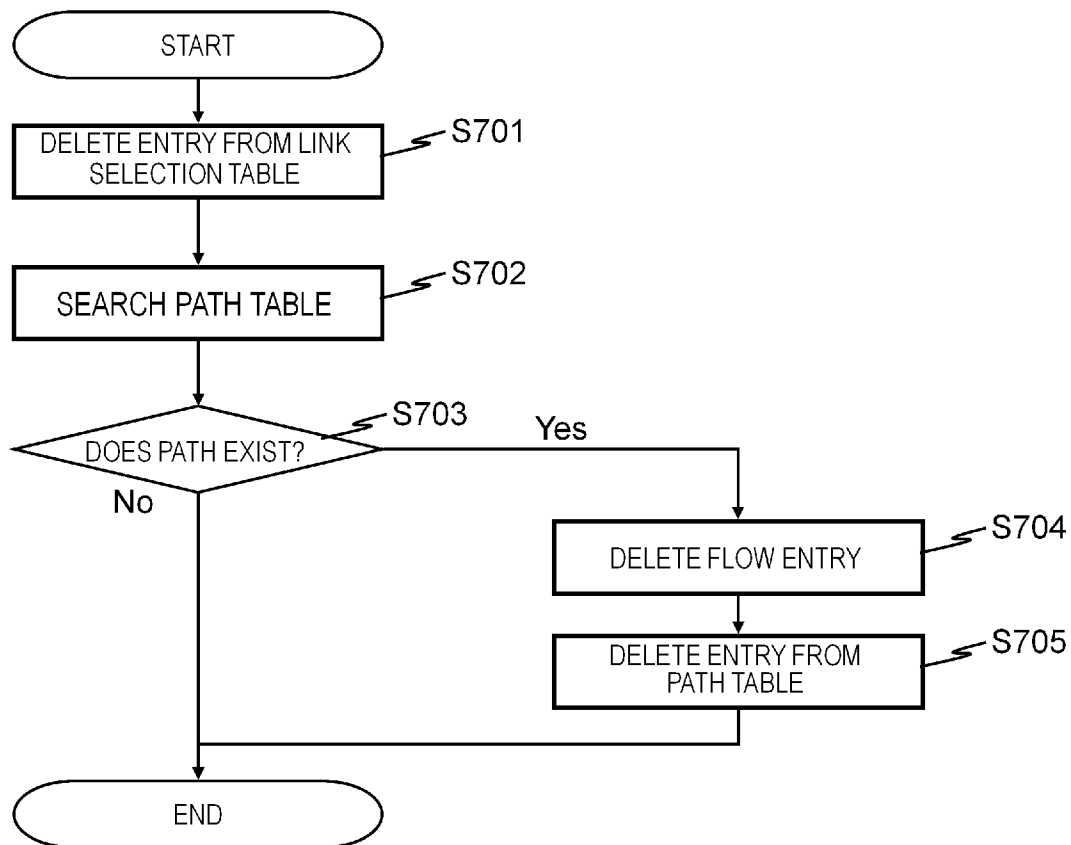 START
DELETE ENTRY FROM LINK
SELECTION TABLE
S701
SEARCH PATH TABLE
S702
DOES PATH EXIST?
S703
Yes
No
DELETE FLOW ENTRY
S704
DELETE ENTRY FROM
PATH TABLE
S705
END